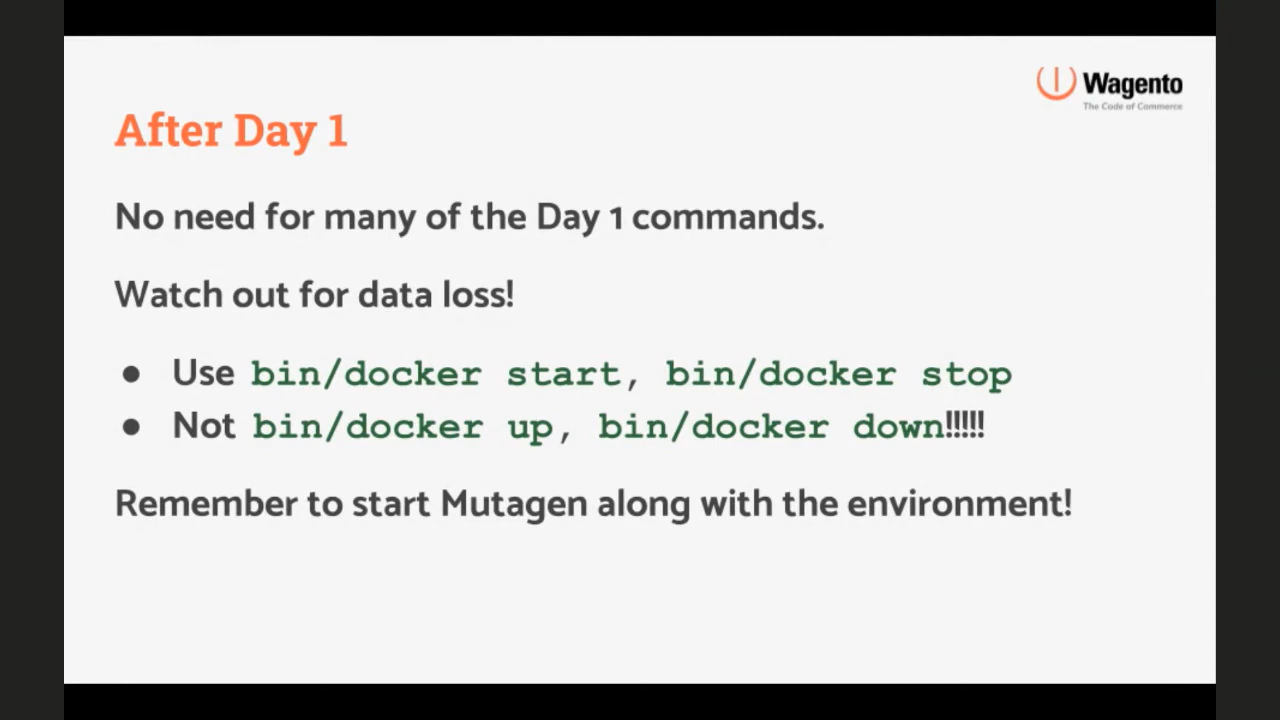 Wagento
The Code of Commerce
After Day 1
No need for many of the Day 1 commands.
Watch out for data loss!
● Use bin/docker start, bin/docker stop
● Not bin/docker up, bin/docker down!!!!!
Remember to start Mutagen along with the environment!